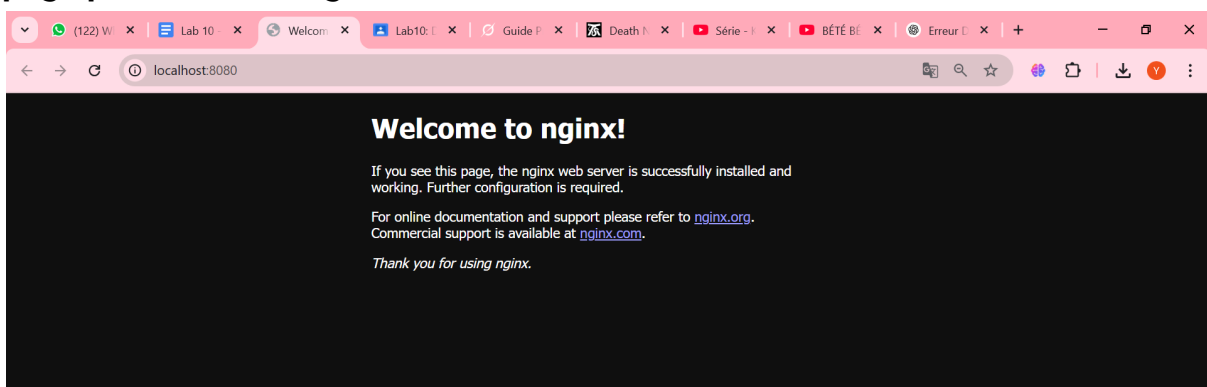 (122) W
Lab 10 -
Welcom
Lab10: D
Guide P
Death N
Série -
BÉTÉ BÉ
Erreur D
localhost:8080
Y
Welcome to nginx!
If you see this page, the nginx web server is successfully installed and
working. Further configuration is required.
For online documentation and support please refer to nginx.org.
Commercial support is available at nginx.com.
Thank you for using nginx.